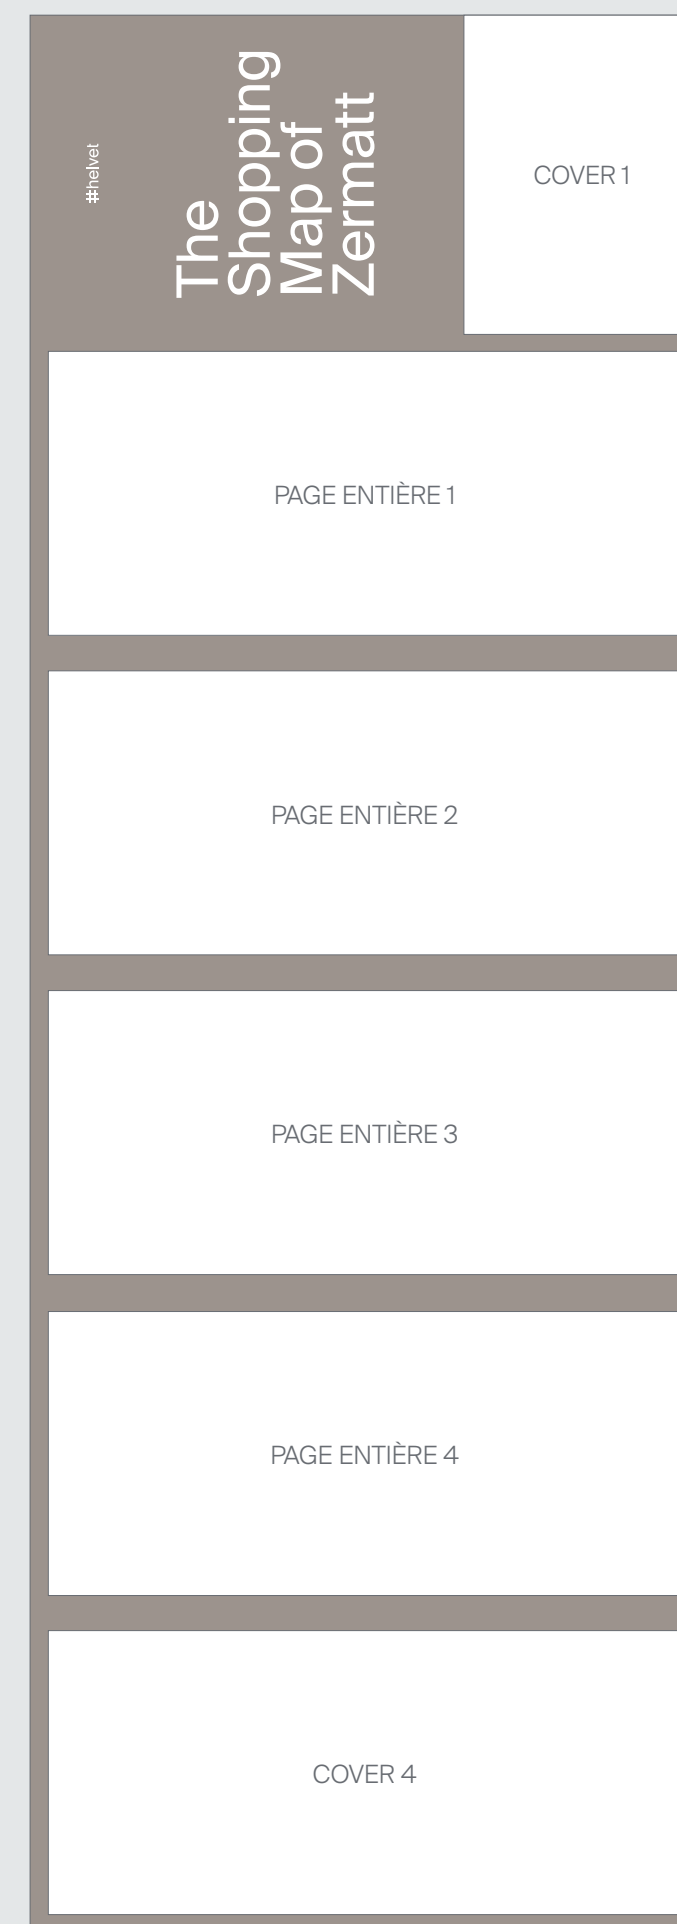 #helvet
The
Shopping
Map of
Zermatt
COVER 1
PAGE ENTIÈRE 1
PAGE ENTIÈRE 2
PAGE ENTIÈRE 3
PAGE ENTIÈRE 4
COVER 4